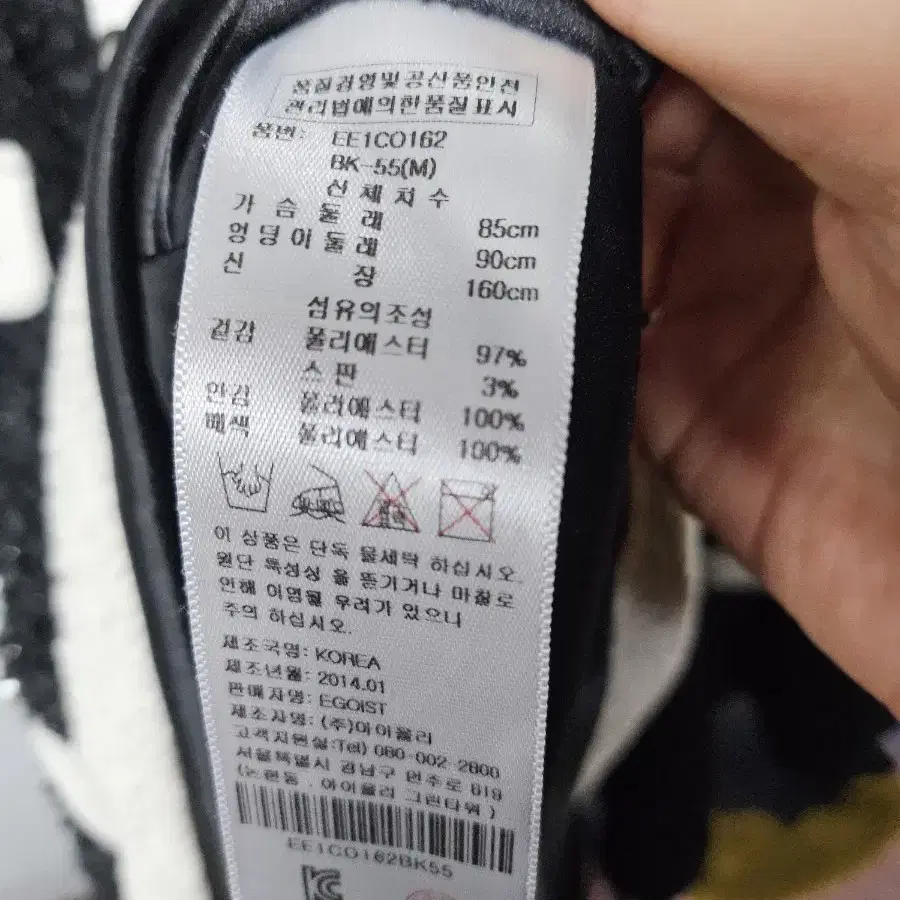 품질경영및공산품안전
관리법에의한품질표시
품번: EE1CO162
BK-55(M)
신체치수
가슴둘레 85cm
엉덩이둘레 90cm
신장 160cm
섬유의조성
겉감 폴리에스터 97%
스판 3%
안감 폴리에스터 100%
배색 폴리에스터 100%
이 상품은 단독 물세탁 하십시오.
원단 특성상 올 뜯기거나 마찰로
인해 이염될 우려가 있으니
주의 하십시오.
제조국명: KOREA
제조년월: 2014.01
판매자명: EGOIST
제조자명: (주)아이올리
고객지원실:Tel) 080-002-2800
서울특별시 강남구 언주로 819
(논현동, 아이올리 그린타워)
EE1CO162BK55